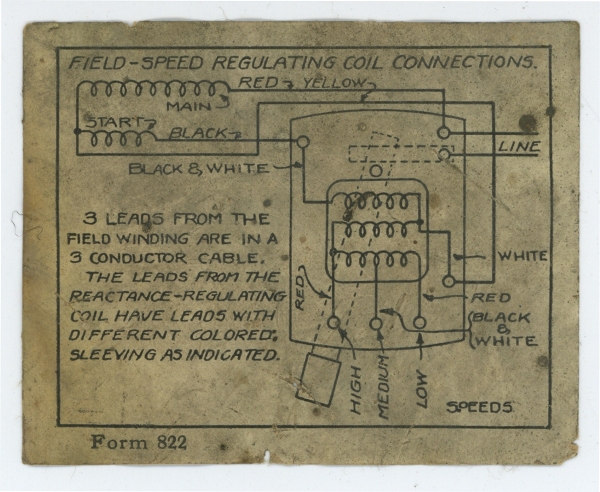 FIELD-SPEED REGULATING COIL CONNECTIONS.
RED
YELLOW
MAIN
START
BLACK
LINE
BLACK & WHITE
3 LEADS FROM THE
FIELD WINDING ARE IN A
3 CONDUCTOR CABLE.
THE LEADS FROM THE
REACTANCE-REGULATING
COIL HAVE LEADS WITH
DIFFERENT COLORED
SLEEVING AS INDICATED.
WHITE
RED
RED
BLACK
&
WHITE
HIGH
MEDIUM
LOW
SPEEDS
Form 822